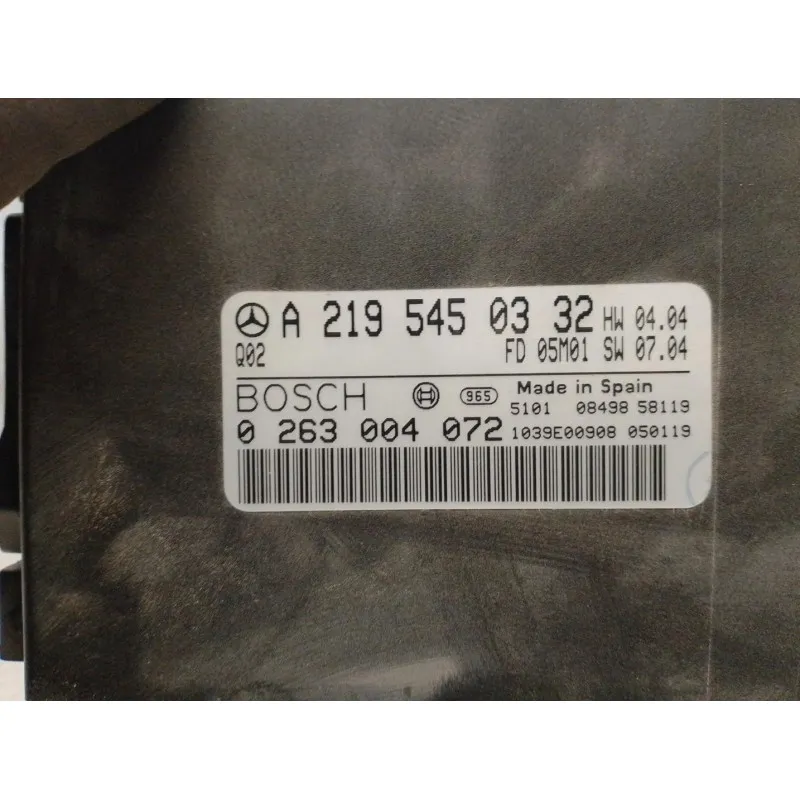 A 219 545 03 32 HW 04.04
Q02 FD 05M01 SW 07.04
BOSCH 965 Made in Spain
5101 08498 58119
0 263 004 072 1039E00908 050119